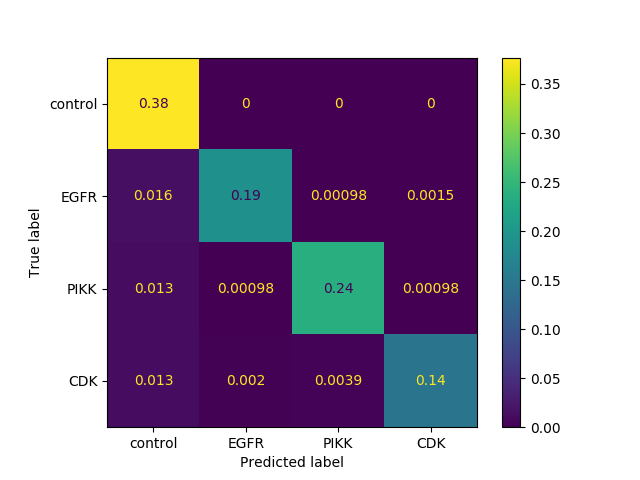 control 0.38 0 0 0
EGFR 0.016 0.19 0.00098 0.0015
PIKK 0.013 0.00098 0.24 0.00098
CDK 0.013 0.002 0.0039 0.14
control EGFR PIKK CDK
Predicted label
True label
0.35
0.30
0.25
0.20
0.15
0.10
0.05
0.00